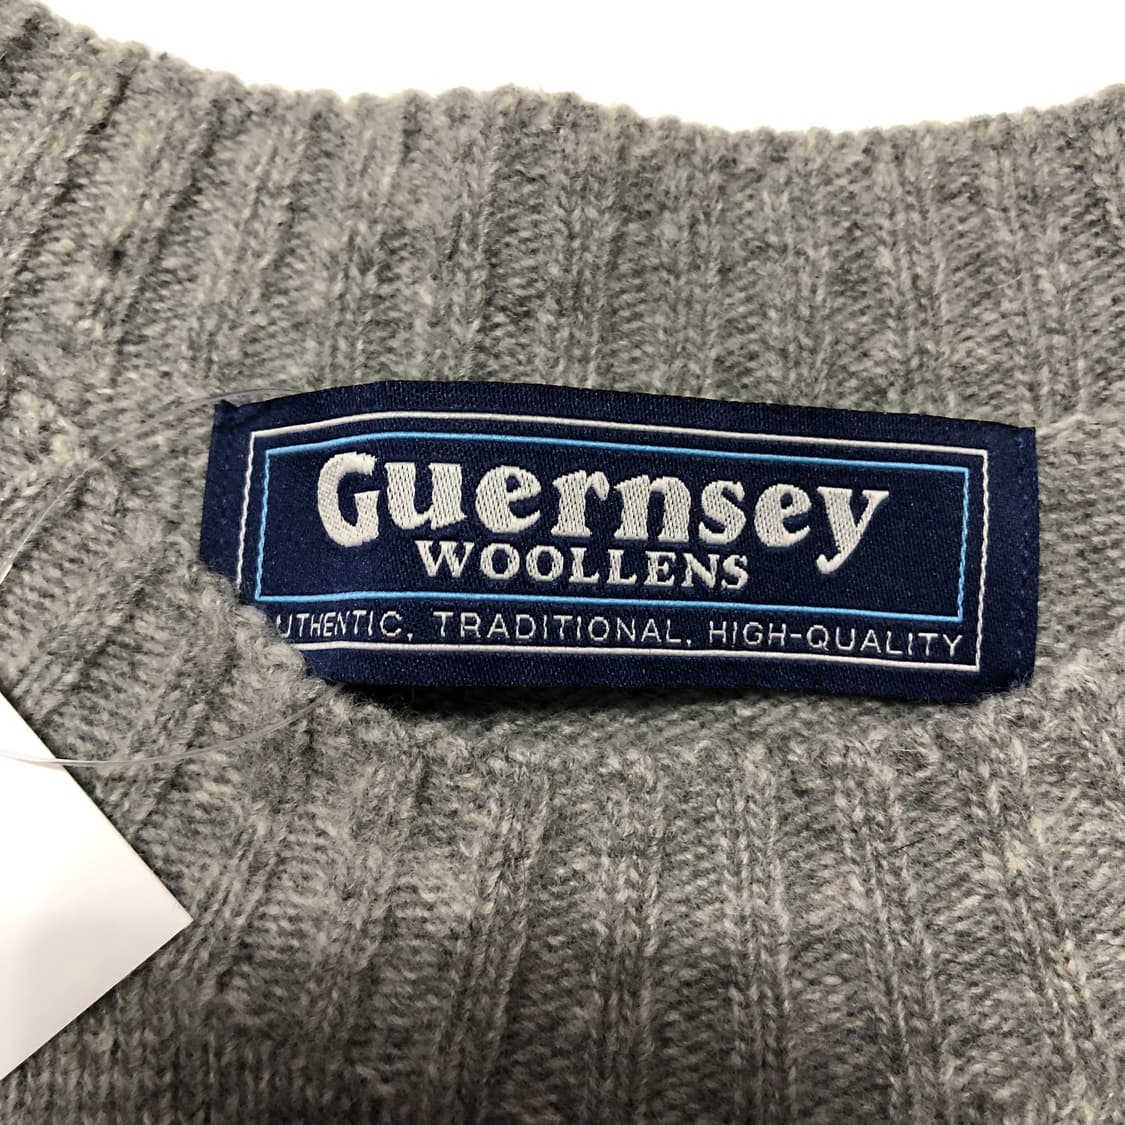 Guernsey
WOOLLENS
UTHENTIC, TRADITIONAL, HIGH-QUALITY